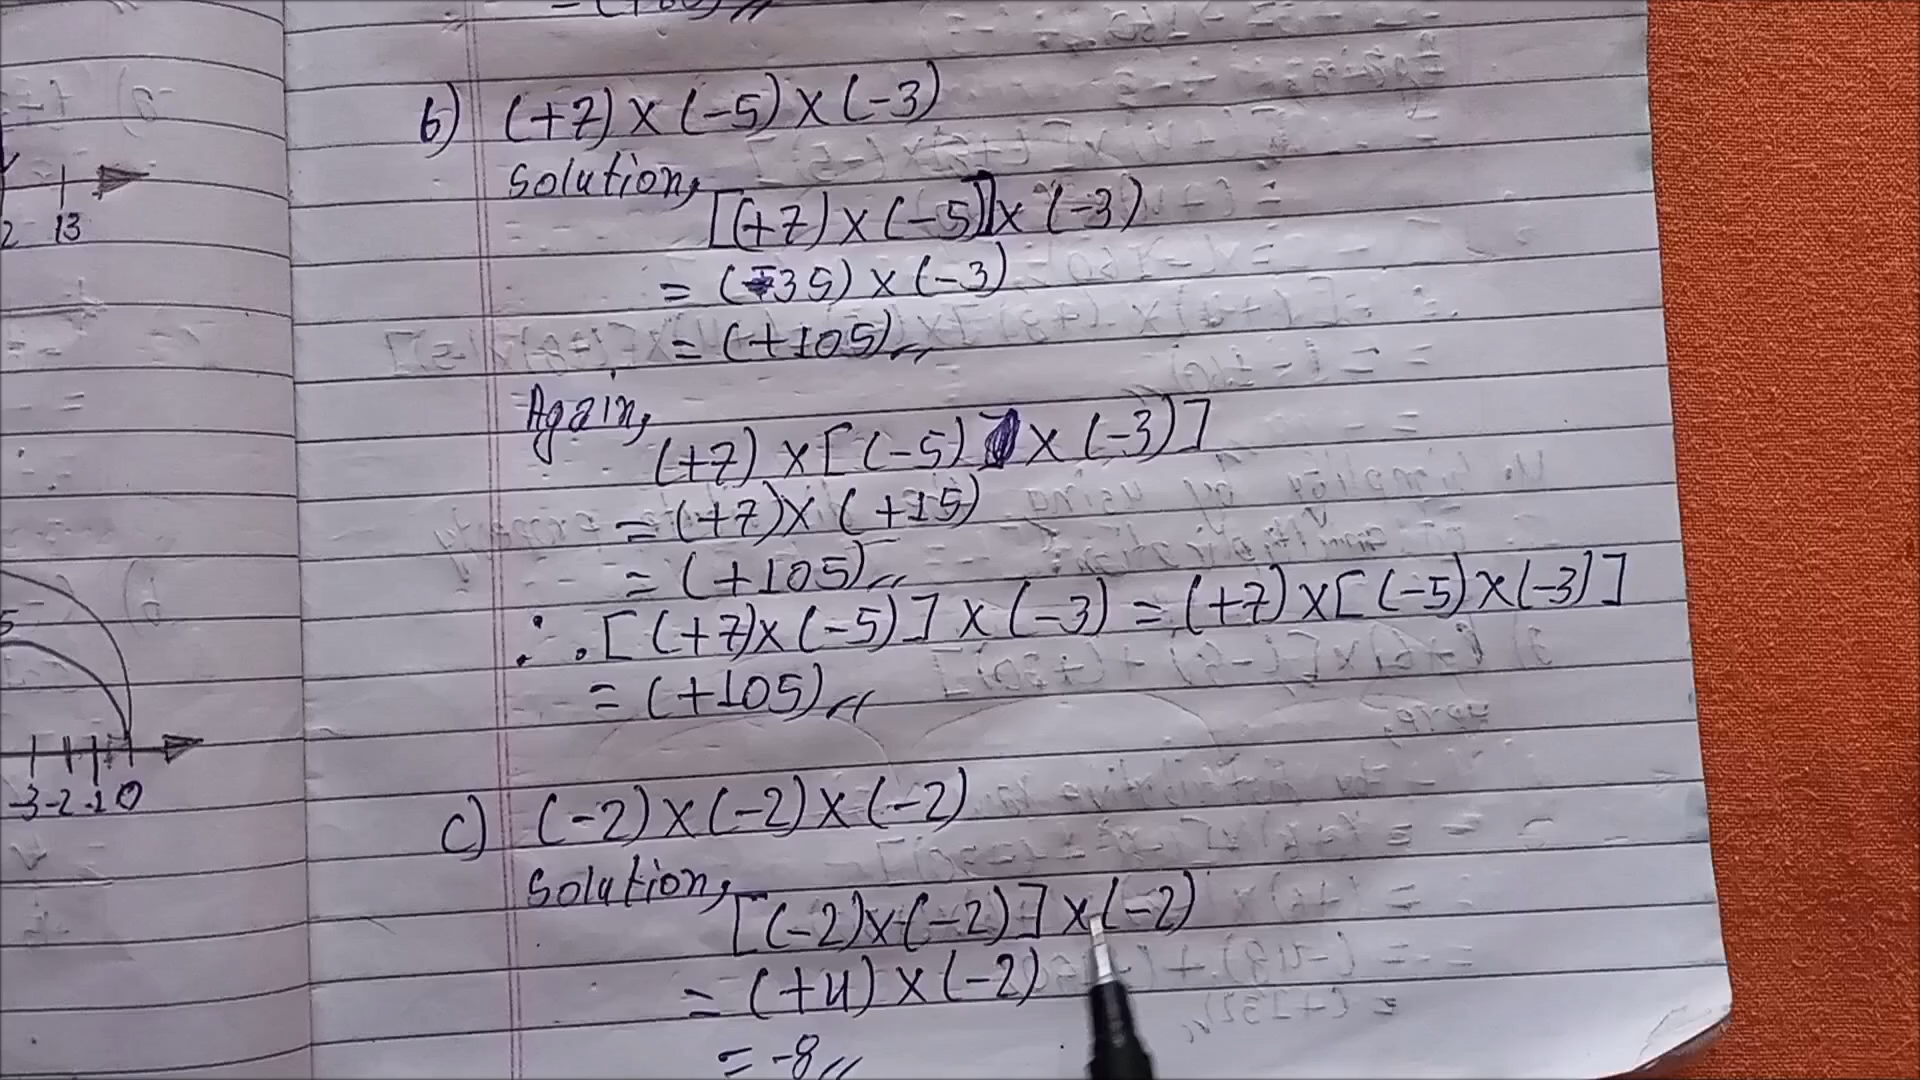 b) (+7) x (-5) x (-3)
Solution,
[(+7) x (-5)] x (-3)
= (-35) x (-3)
= (+105)
Again,
(+7) x [(-5) x (-3)]
= (+7) x (+15)
= (+105)
∴ [(+7) x (-5)] x (-3) = (+7) x [(-5) x (-3)]
= (+105)
c) (-2) x (-2) x (-2)
Solution,
[(-2) x (-2)] x (-2)
= (+4) x (-2)
= -8
2 13
5
-3 -2 -1 0